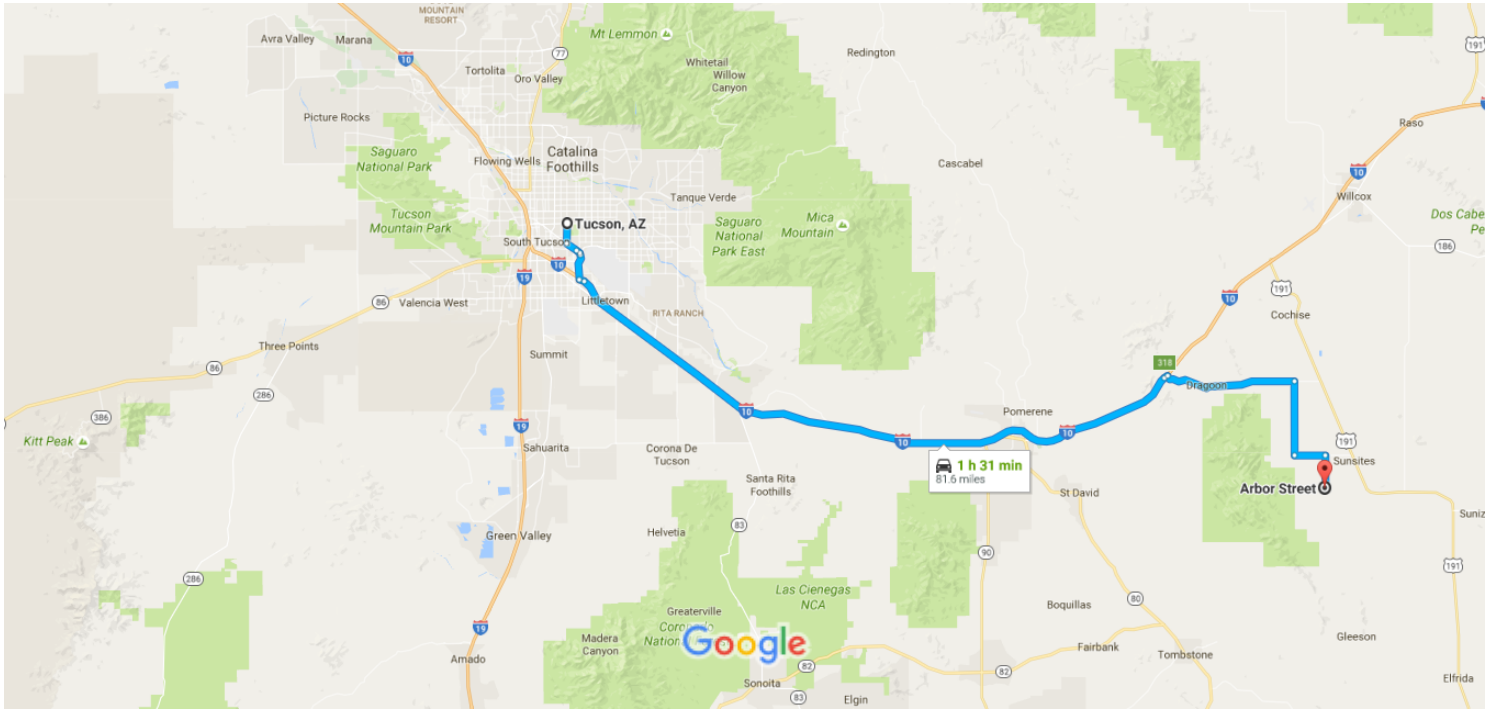 MOUNTAIN
RESORT
Avra Valley
Marana
10
77
Mt Lemmon
Redington
191
Tortolita
Oro Valley
Whitetail
Willow
Canyon
Picture Rocks
Raso
10
Saguaro
National Park
Flowing Wells
Catalina
Foothills
Cascabel
10
Tanque Verde
Willcox
Tucson
Mountain Park
Tucson, AZ
Saguaro
National
Park East
Mica
Mountain
Dos Cabe
Pe
South Tucso
186
10
19
86
Valencia West
Littletown
RITA RANCH
191
10
Cochise
Three Points
Summit
86
318
Dragoon
286
386
10
Pomerene
Kitt Peak
19
Sahuarita
Corona De
Tucson
10
10
191
Sunsites
1 h 31 min
81.6 miles
Santa Rita
Foothills
St David
Arbor Street
Suniz
83
Green Valley
Helvetia
90
191
286
Las Cienegas
NCA
80
Boquillas
Greaterville
19
Madera
Canyon
Coronado
National
Google
Gleeson
Fairbank
Tombstone
Amado
82
82
Sonoita
83
Elgin
Elfrida